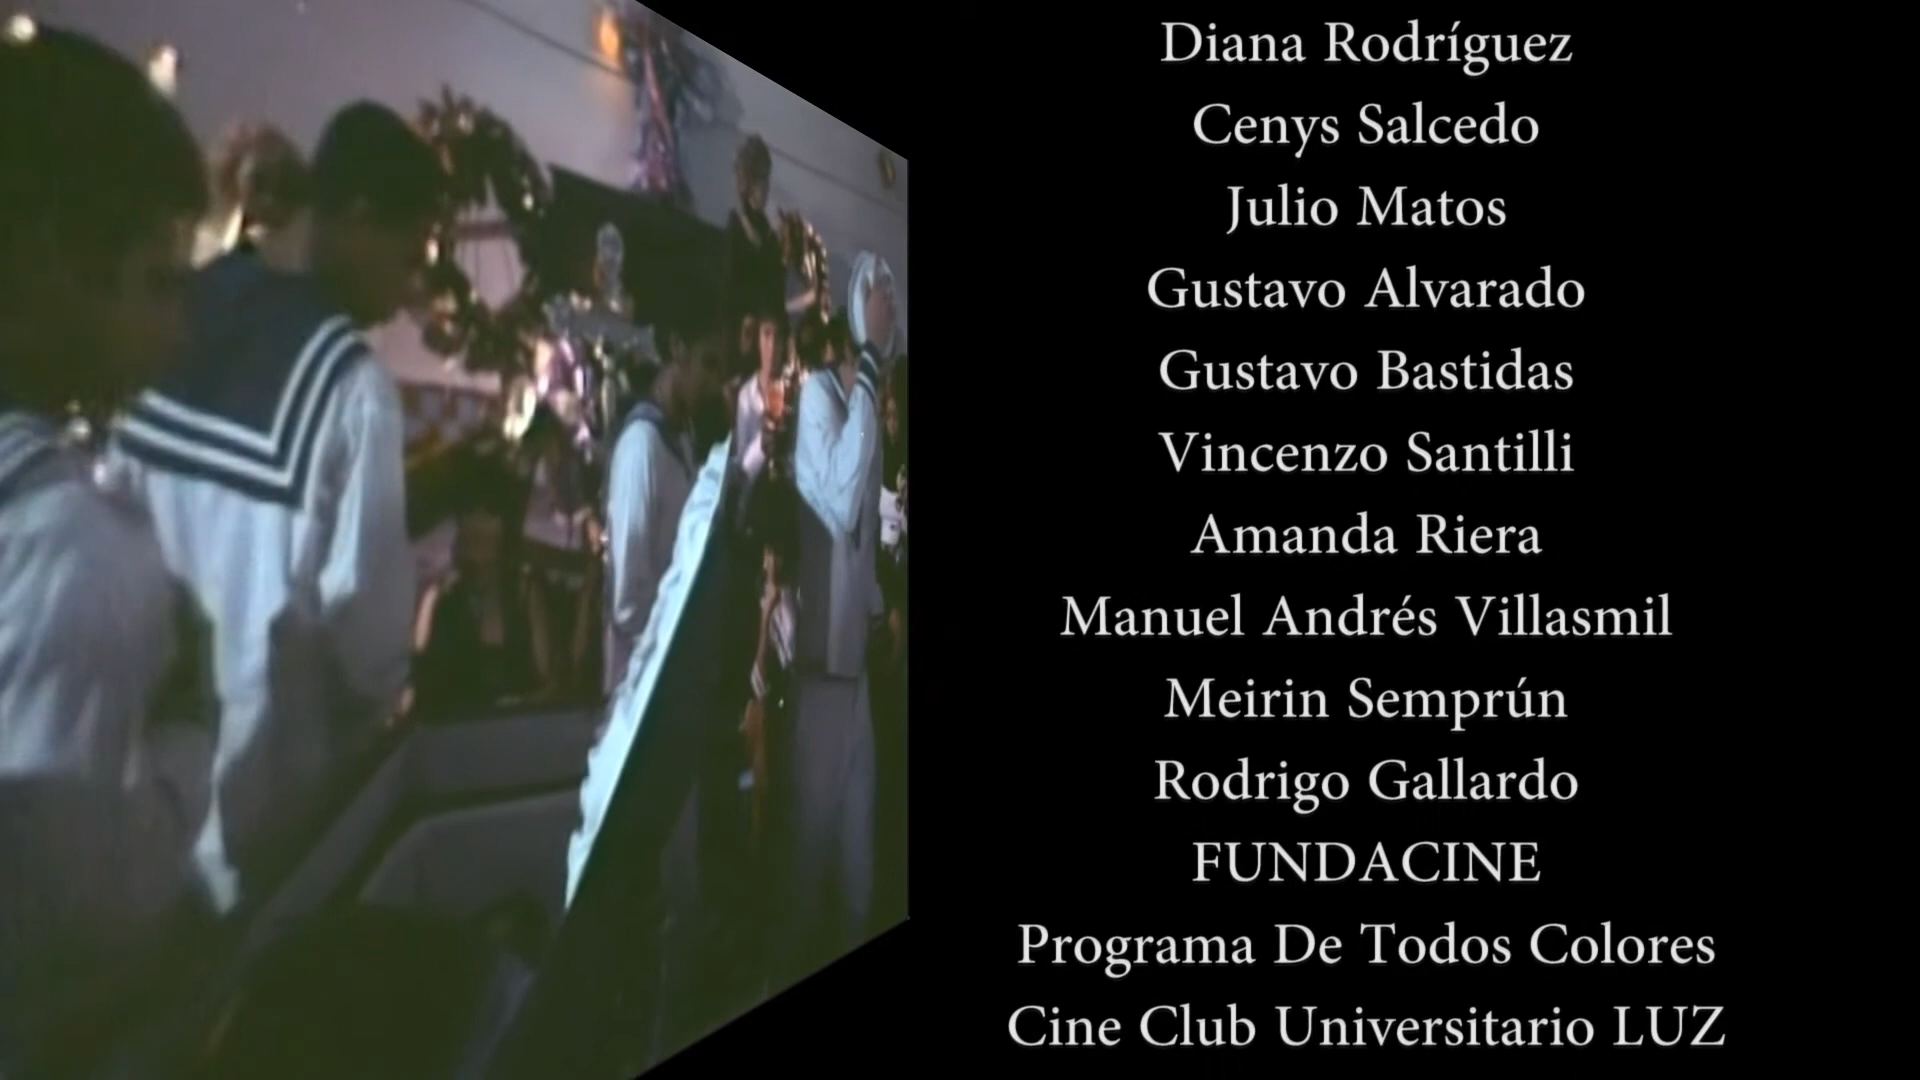 Diana Rodríguez
Cenys Salcedo
Julio Matos
Gustavo Alvarado
Gustavo Bastidas
Vincenzo Santilli
Amanda Riera
Manuel Andrés Villasmil
Meirin Semprún
Rodrigo Gallardo
FUNDACINE
Programa De Todos Colores
Cine Club Universitario LUZ